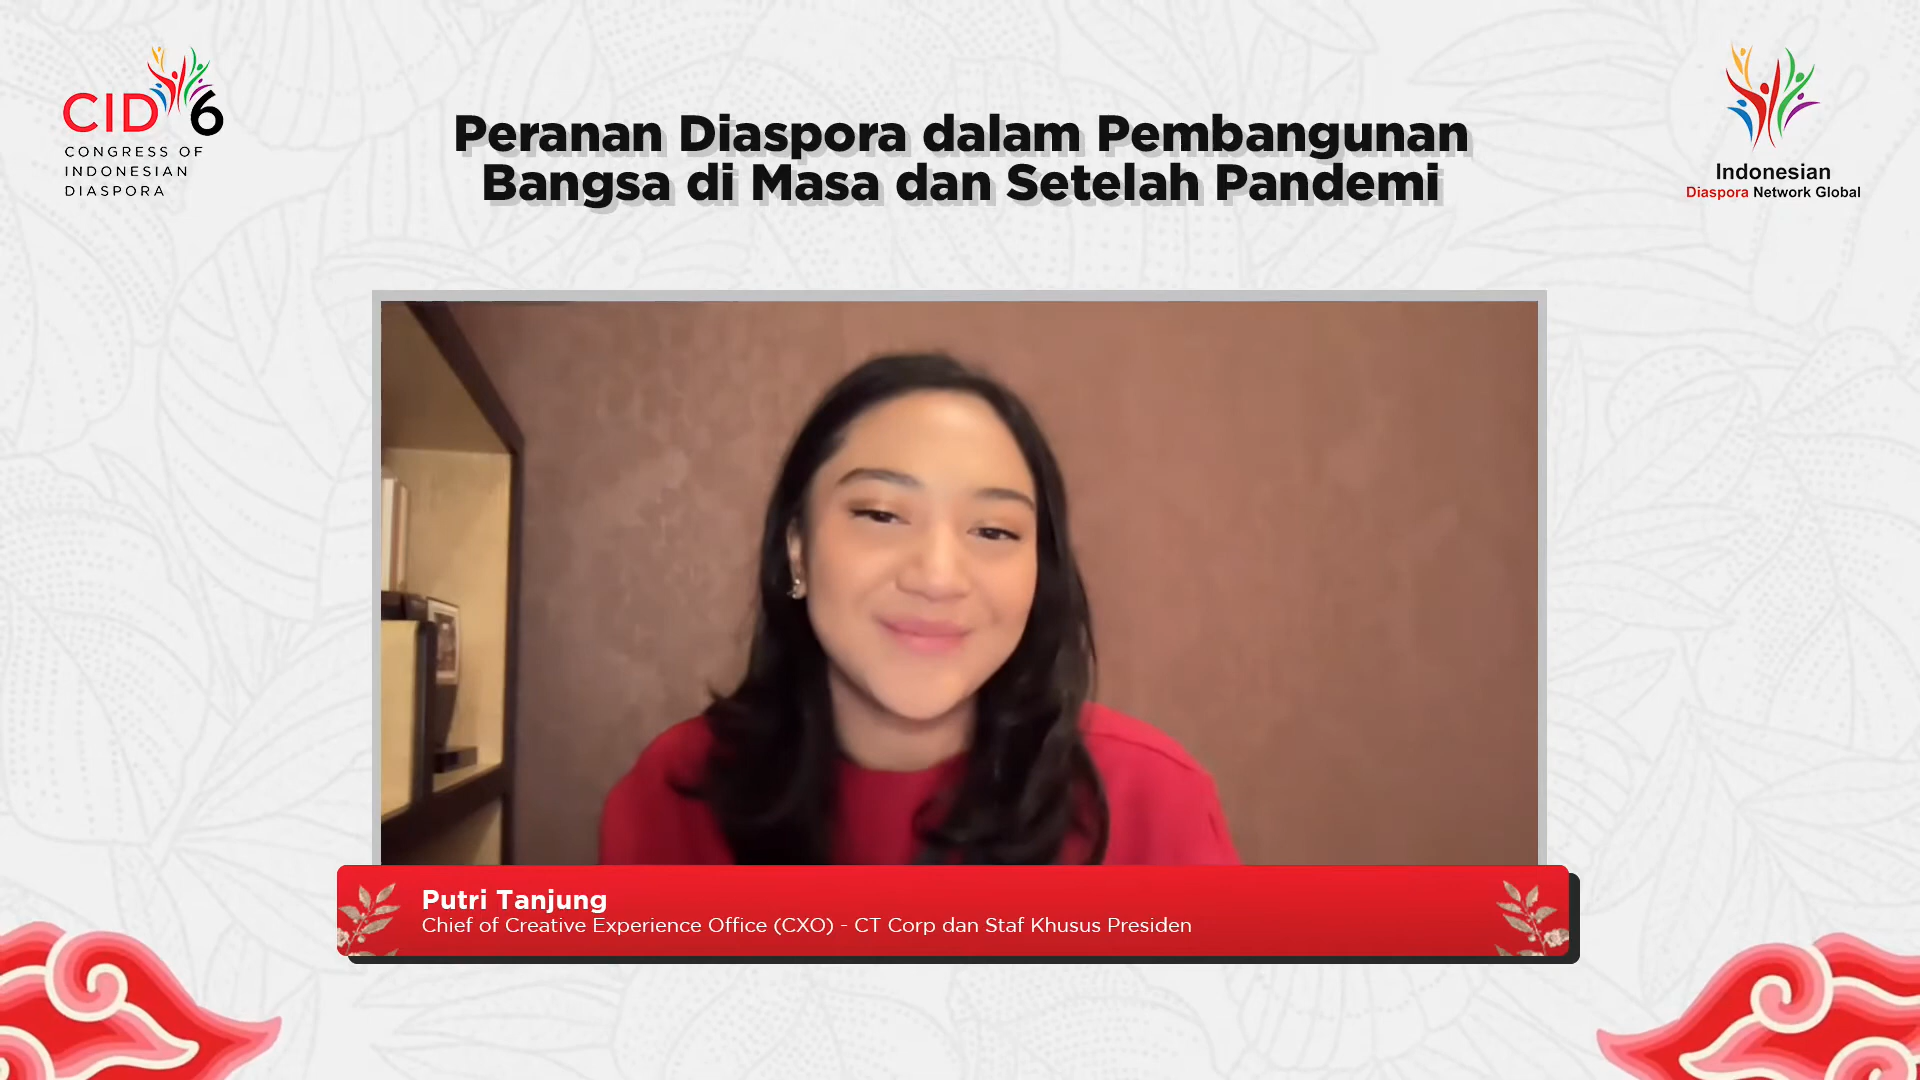 CID 6
CONGRESS OF
INDONESIAN
DIASPORA
Peranan Diaspora dalam Pembangunan
Bangsa di Masa dan Setelah Pandemi
Indonesian
Diaspora Network Global
Putri Tanjung
Chief of Creative Experience Office (CXO) - CT Corp dan Staf Khusus Presiden